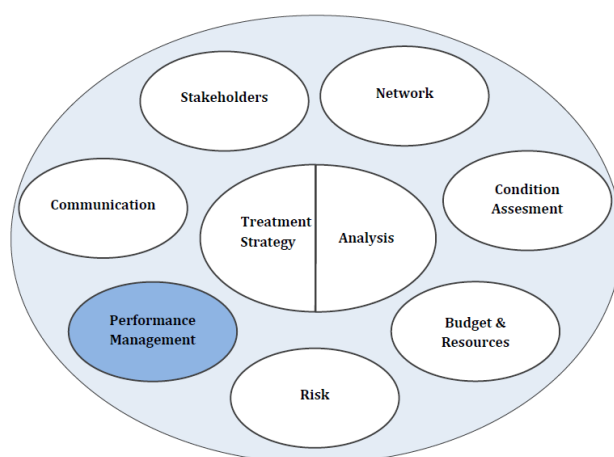 Stakeholders
Network
Communication
Condition
Assesment
Treatment
Strategy
Analysis
Performance
Management
Budget &
Resources
Risk